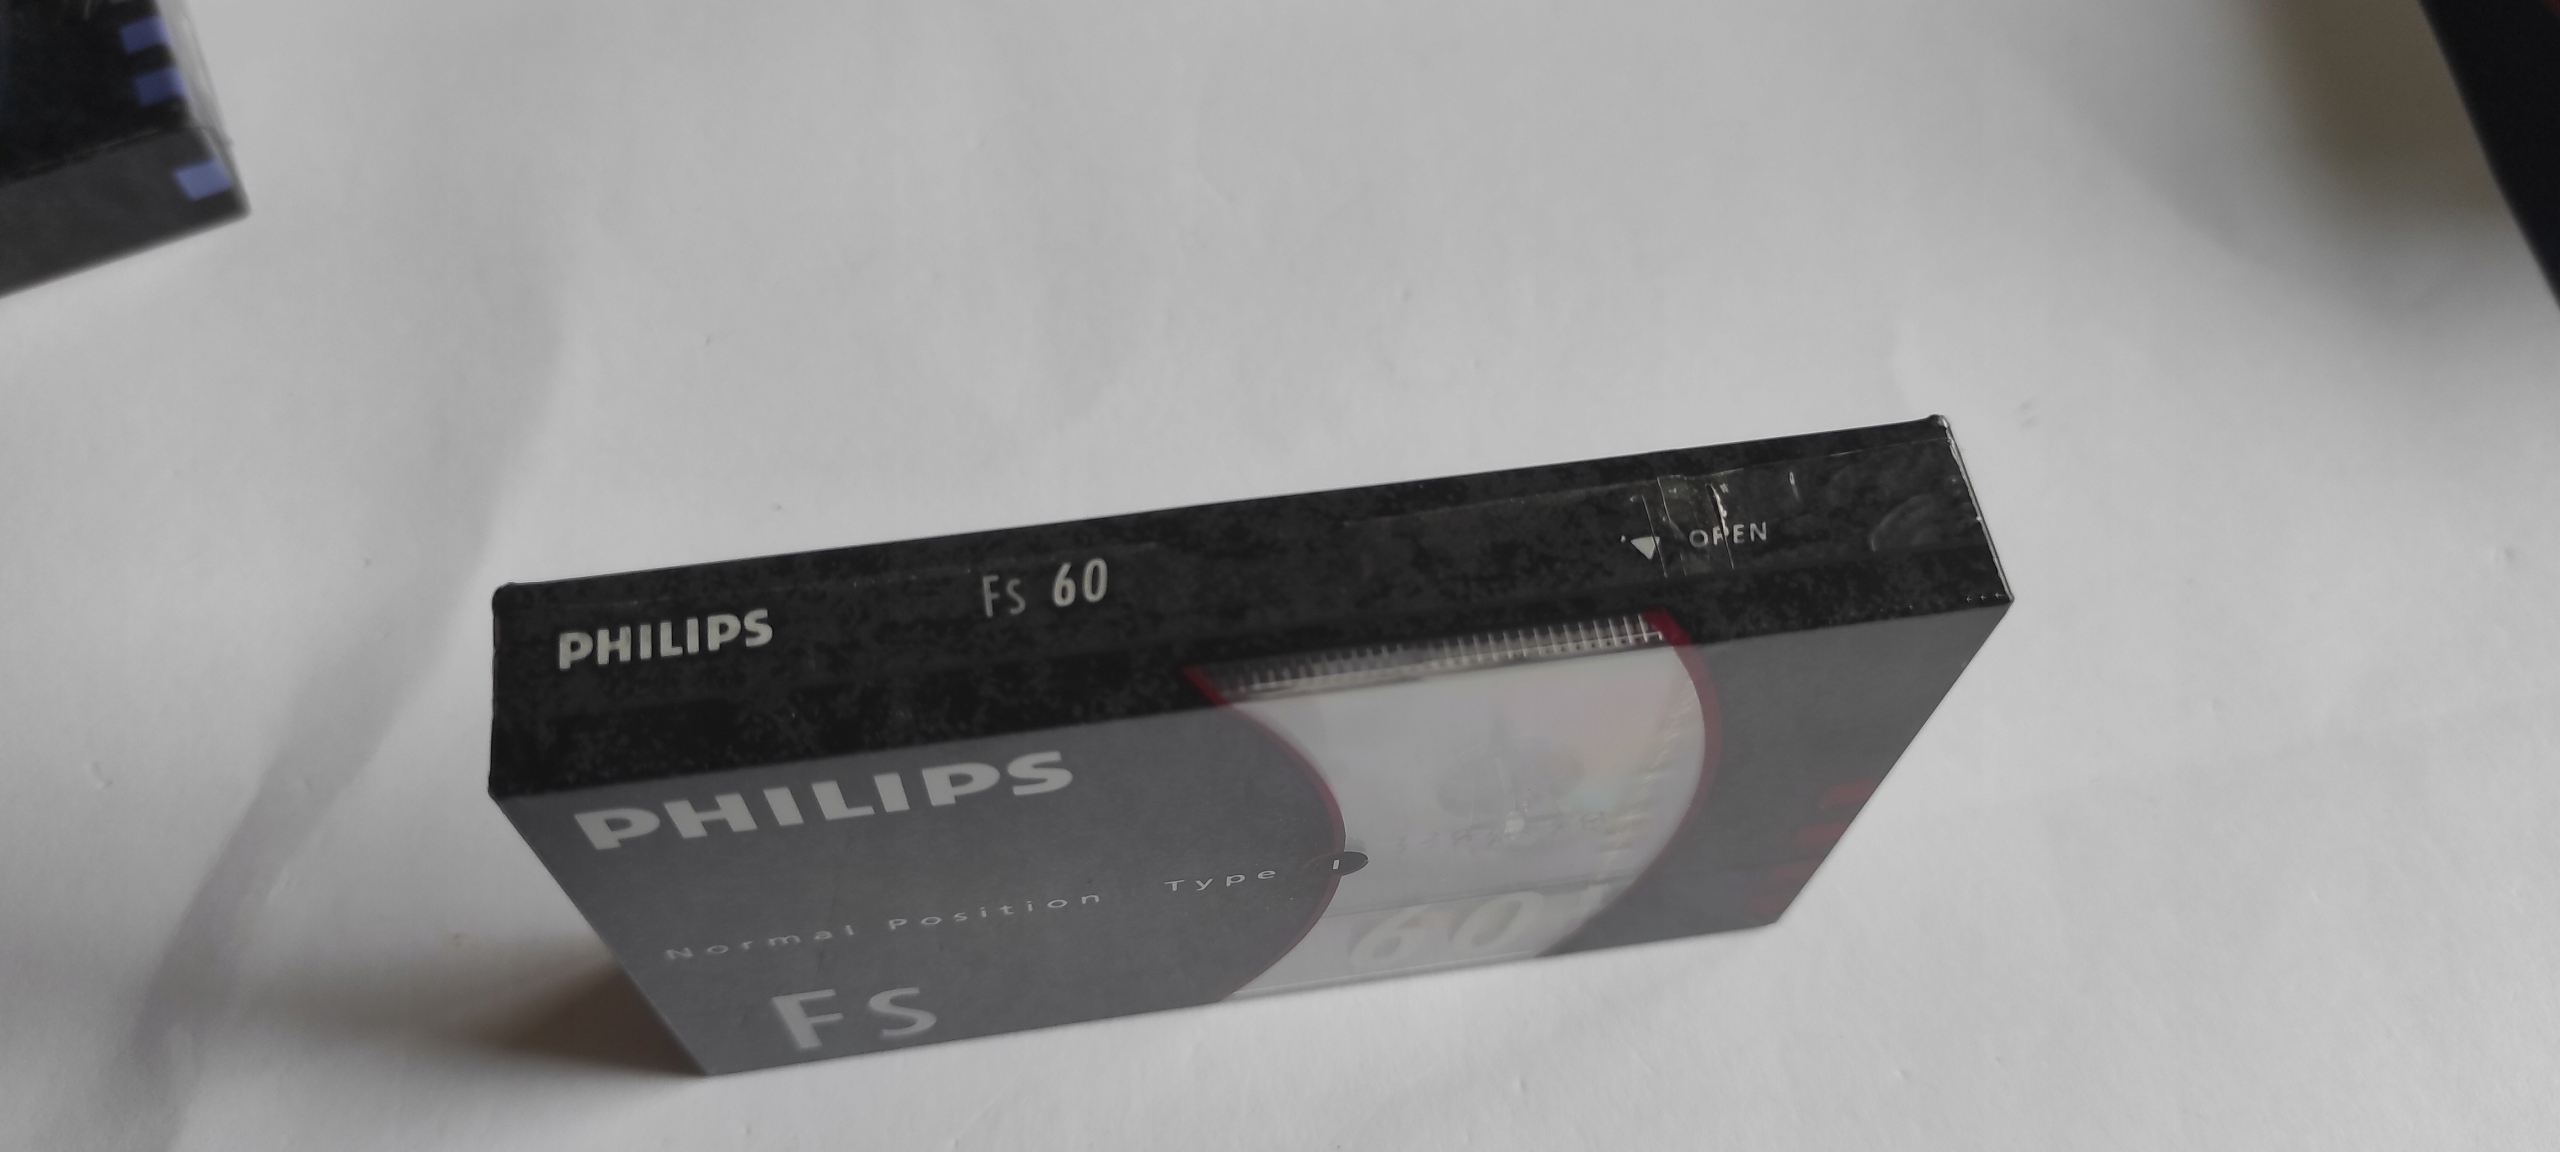 PHILIPS FS 60 OPEN
PHILIPS
Normal Position Type I
FS 60